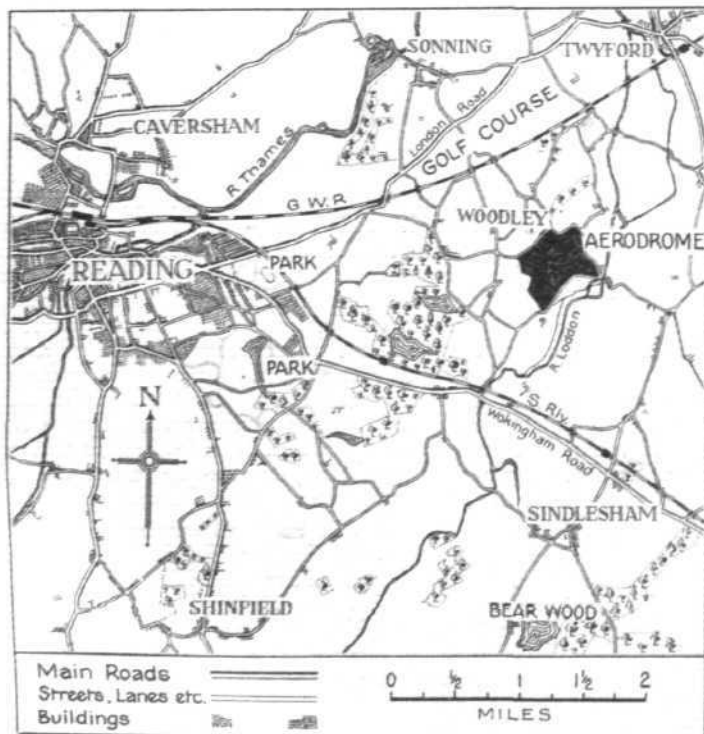 SONNING
TWYFORD
CAVERSHAM
R Thames
London Road
GOLF COURSE
G.W.R
WOODLEY
AERODROME
READING
PARK
PARK
R. Loddon
N
S. Rly.
Wokingham Road
SINDLESHAM
SHINFIELD
BEAR WOOD
Main Roads
Streets, Lanes etc.
Buildings
0 ½ 1 1½ 2
MILES